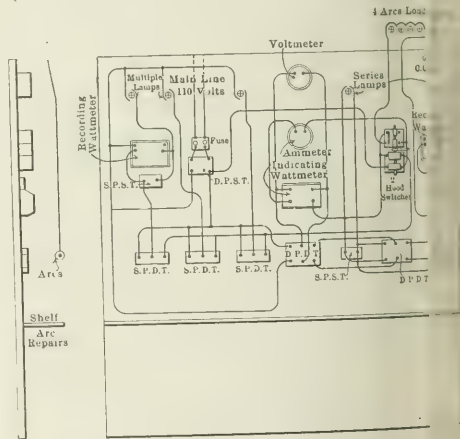 4 Arcs
Voltmeter
Multiple
Lamps
Main Line
110 Volts
Series
Lamps
Recording
Wattmeter
Fuse
Ammeter
Indicating
Wattmeter
S.P.S.T.
D.P.S.T.
Hood
Switches
Arcs
S.P.D.T.
S.P.D.T.
S.P.D.T.
D P D T
S.P.S.T.
D P D T
Shelf
Arc
Repairs